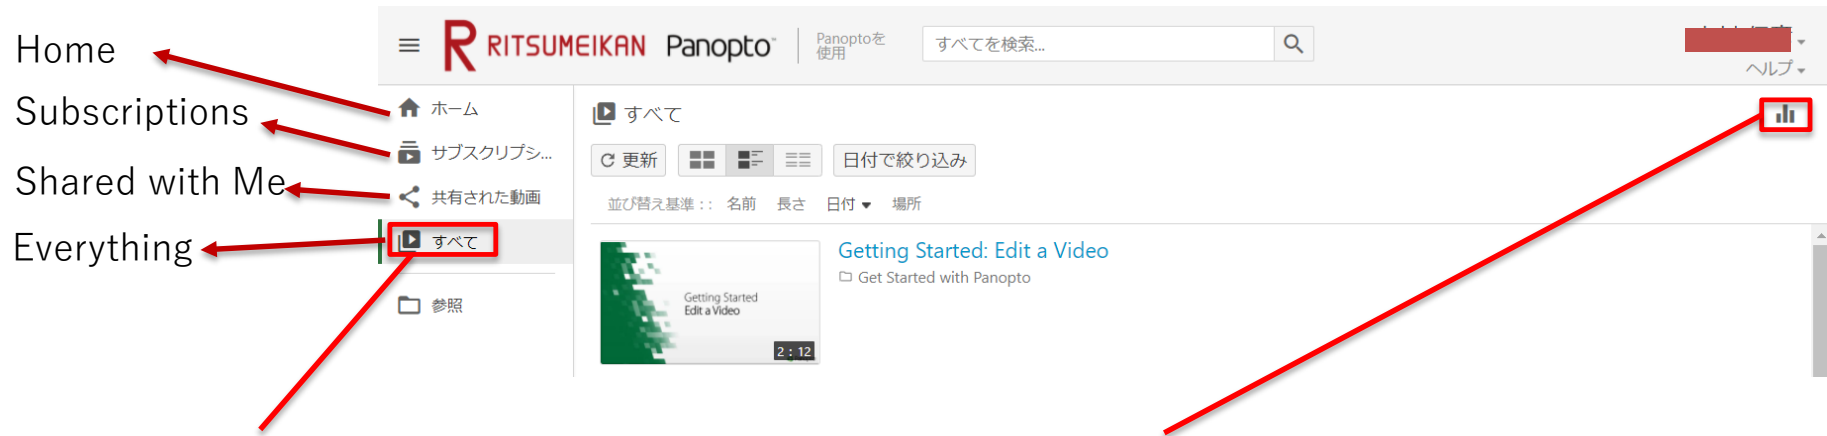 Home
Subscriptions
Shared with Me
Everything
R RITSUMEIKAN Panopto™
Panoptoを
使用
すべてを検索...
ヘルプ
ホーム
サブスクリプシ...
共有された動画
すべて
参照
すべて
更新
日付で絞り込み
並び替え基準:: 名前 長さ 日付 場所
Getting Started
Edit a Video
2:12
Getting Started: Edit a Video
Get Started with Panopto